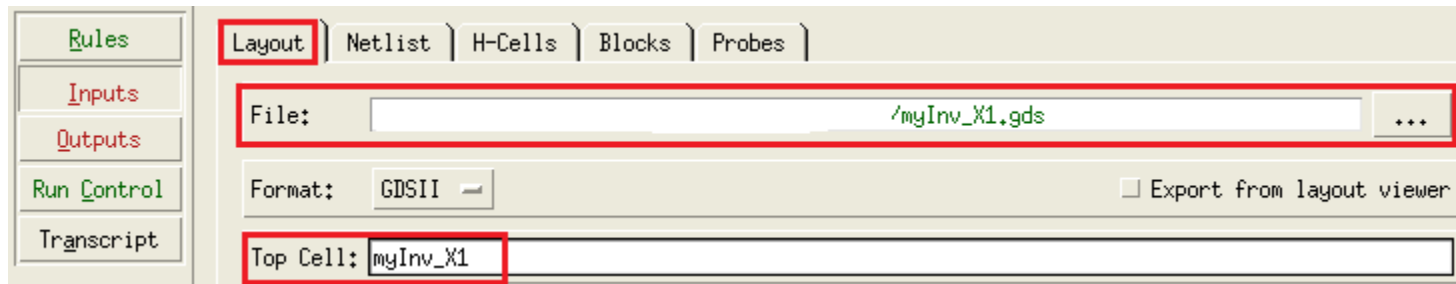 Rules
Inputs
Outputs
Run Control
Transcript
Layout Netlist H-Cells Blocks Probes
File: /myInv_X1.gds ...
Format: GDSII Export from layout viewer
Top Cell: myInv_X1